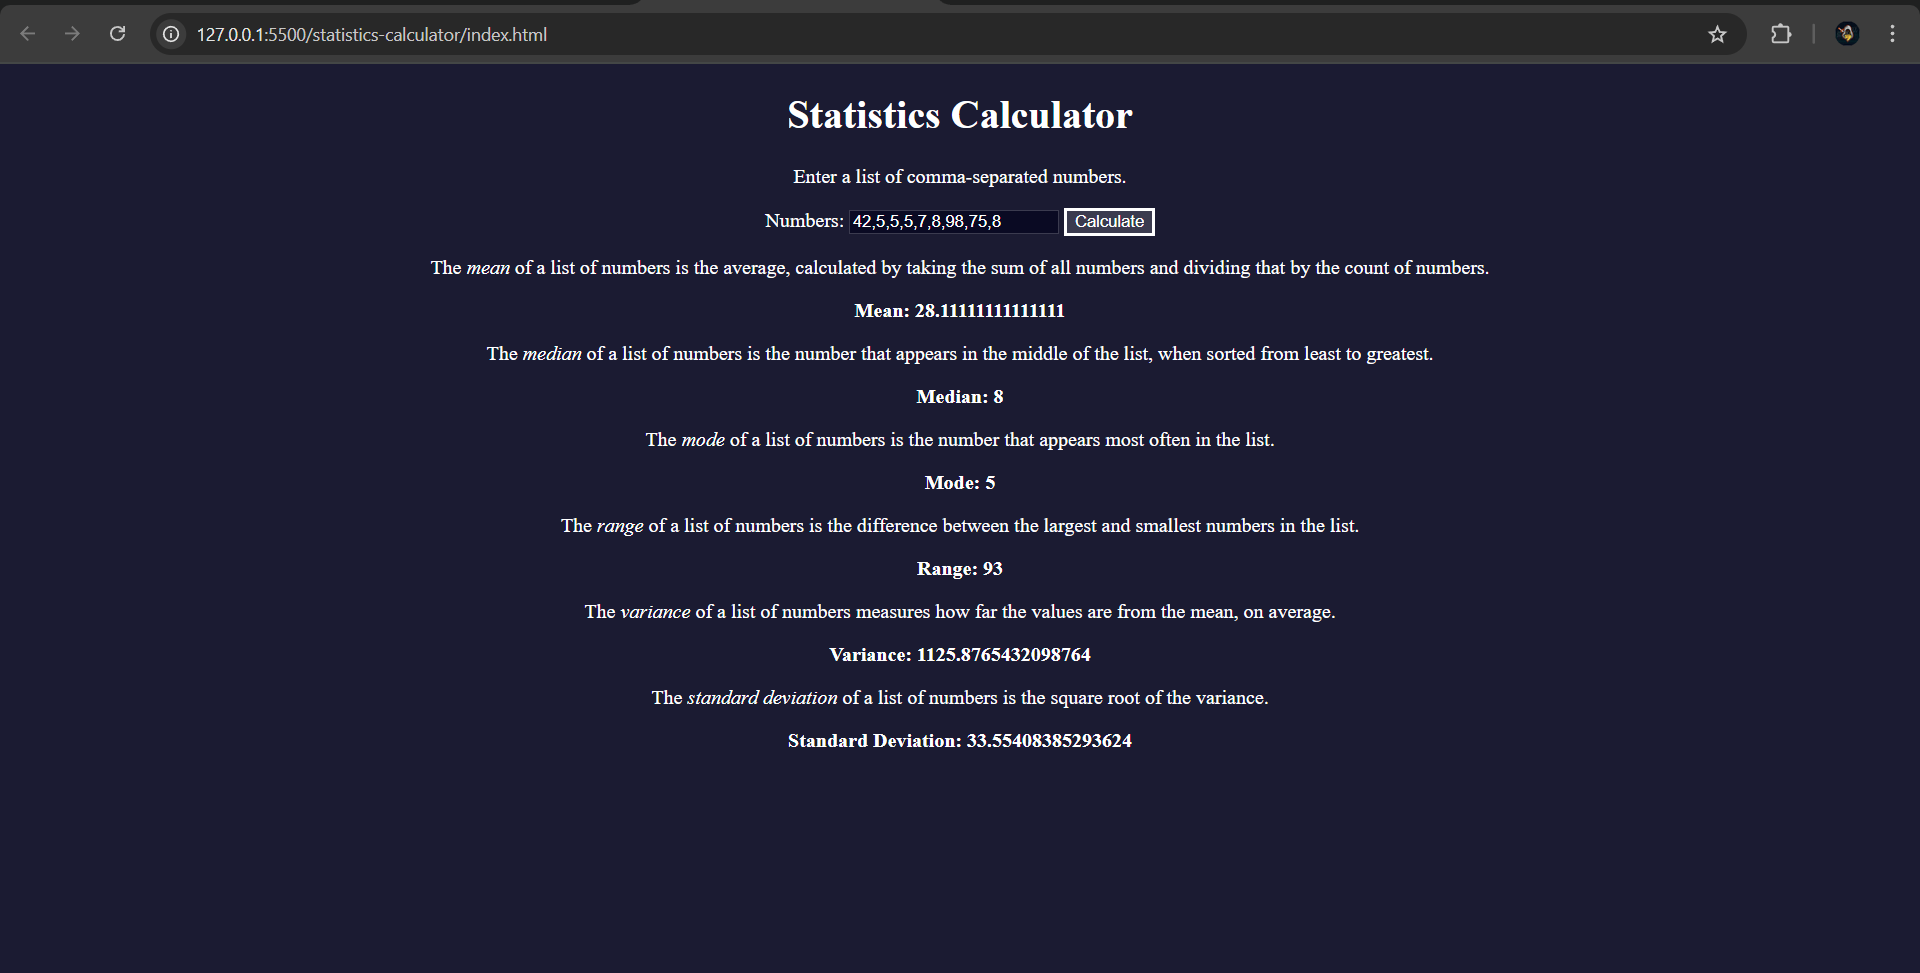 127.0.0.1:5500/statistics-calculator/index.html
Statistics Calculator
Enter a list of comma-separated numbers.
Numbers: 42,5,5,5,7,8,98,75,8 Calculate
The mean of a list of numbers is the average, calculated by taking the sum of all numbers and dividing that by the count of numbers.
Mean: 28.11111111111111
The median of a list of numbers is the number that appears in the middle of the list, when sorted from least to greatest.
Median: 8
The mode of a list of numbers is the number that appears most often in the list.
Mode: 5
The range of a list of numbers is the difference between the largest and smallest numbers in the list.
Range: 93
The variance of a list of numbers measures how far the values are from the mean, on average.
Variance: 1125.8765432098764
The standard deviation of a list of numbers is the square root of the variance.
Standard Deviation: 33.55408385293624